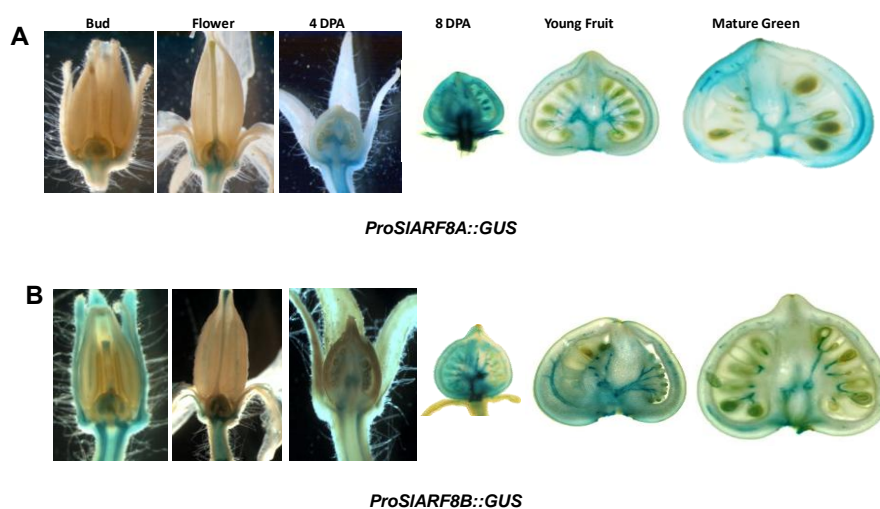 Bud Flower 4 DPA 8 DPA Young Fruit Mature Green
A
ProSlARF8A::GUS
B
ProSlARF8B::GUS